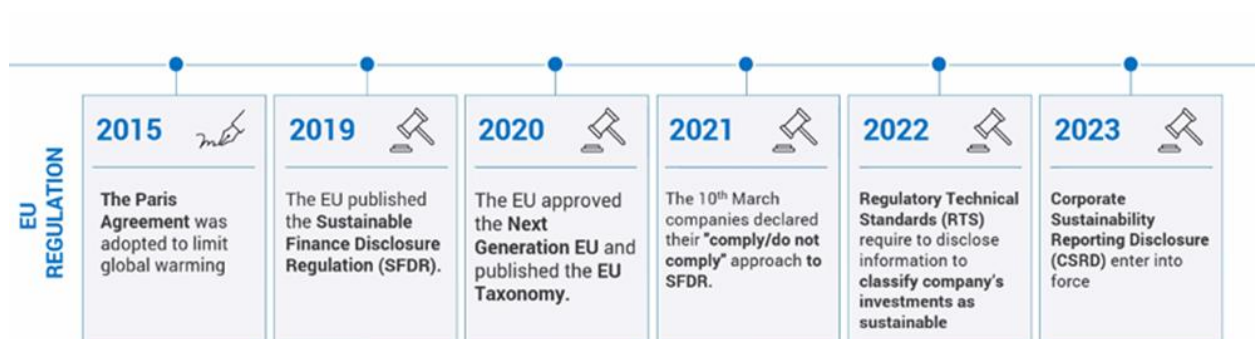 EU
REGULATION
2015
The Paris
Agreement was
adopted to limit
global warming
2019
The EU published
the Sustainable
Finance Disclosure
Regulation (SFDR).
2020
The EU approved
the Next
Generation EU and
published the EU
Taxonomy.
2021
The 10th March
companies declared
their "comply/do not
comply" approach to
SFDR.
2022
Regulatory Technical
Standards (RTS)
require to disclose
information to
classify company's
investments as
sustainable
2023
Corporate
Sustainability
Reporting Disclosure
(CSRD) enter into
force